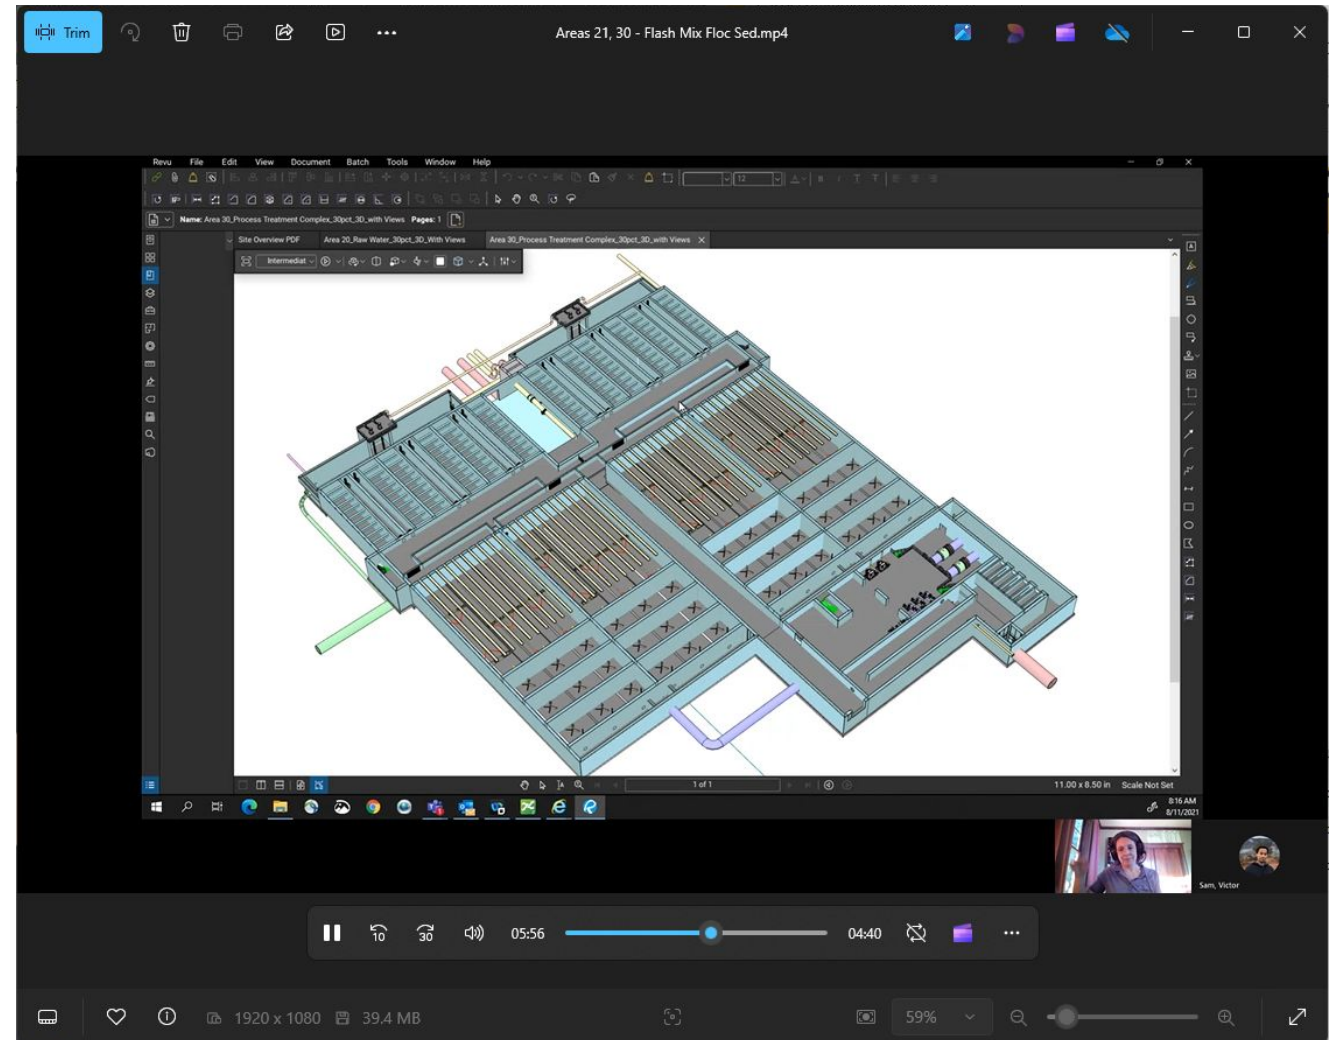 Trim
Areas 21, 30 - Flash Mix Floc Sed.mp4
Revu File Edit View Document Batch Tools Window Help
12
Name: Area 30_Process Treatment Complex_30pct_3D_with Views Pages: 1
Site Overview PDF Area 20_Raw Water_30pct_3D_With Views Area 30_Process Treatment Complex_30pct_3D_with Views
Intermediat
1 of 1
11.00 x 8.50 in Scale Not Set
8:16 AM
8/11/2021
Sam, Victor
10 30 05:56 04:40
1920 x 1080 39.4 MB 59%